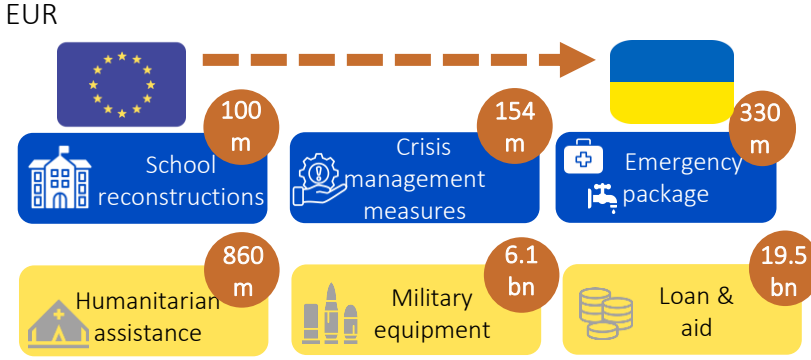 EUR
100
m
School
reconstructions
154
m
Crisis
management
measures
330
m
Emergency
package
860
m
Humanitarian
assistance
6.1
bn
Military
equipment
19.5
bn
Loan &
aid